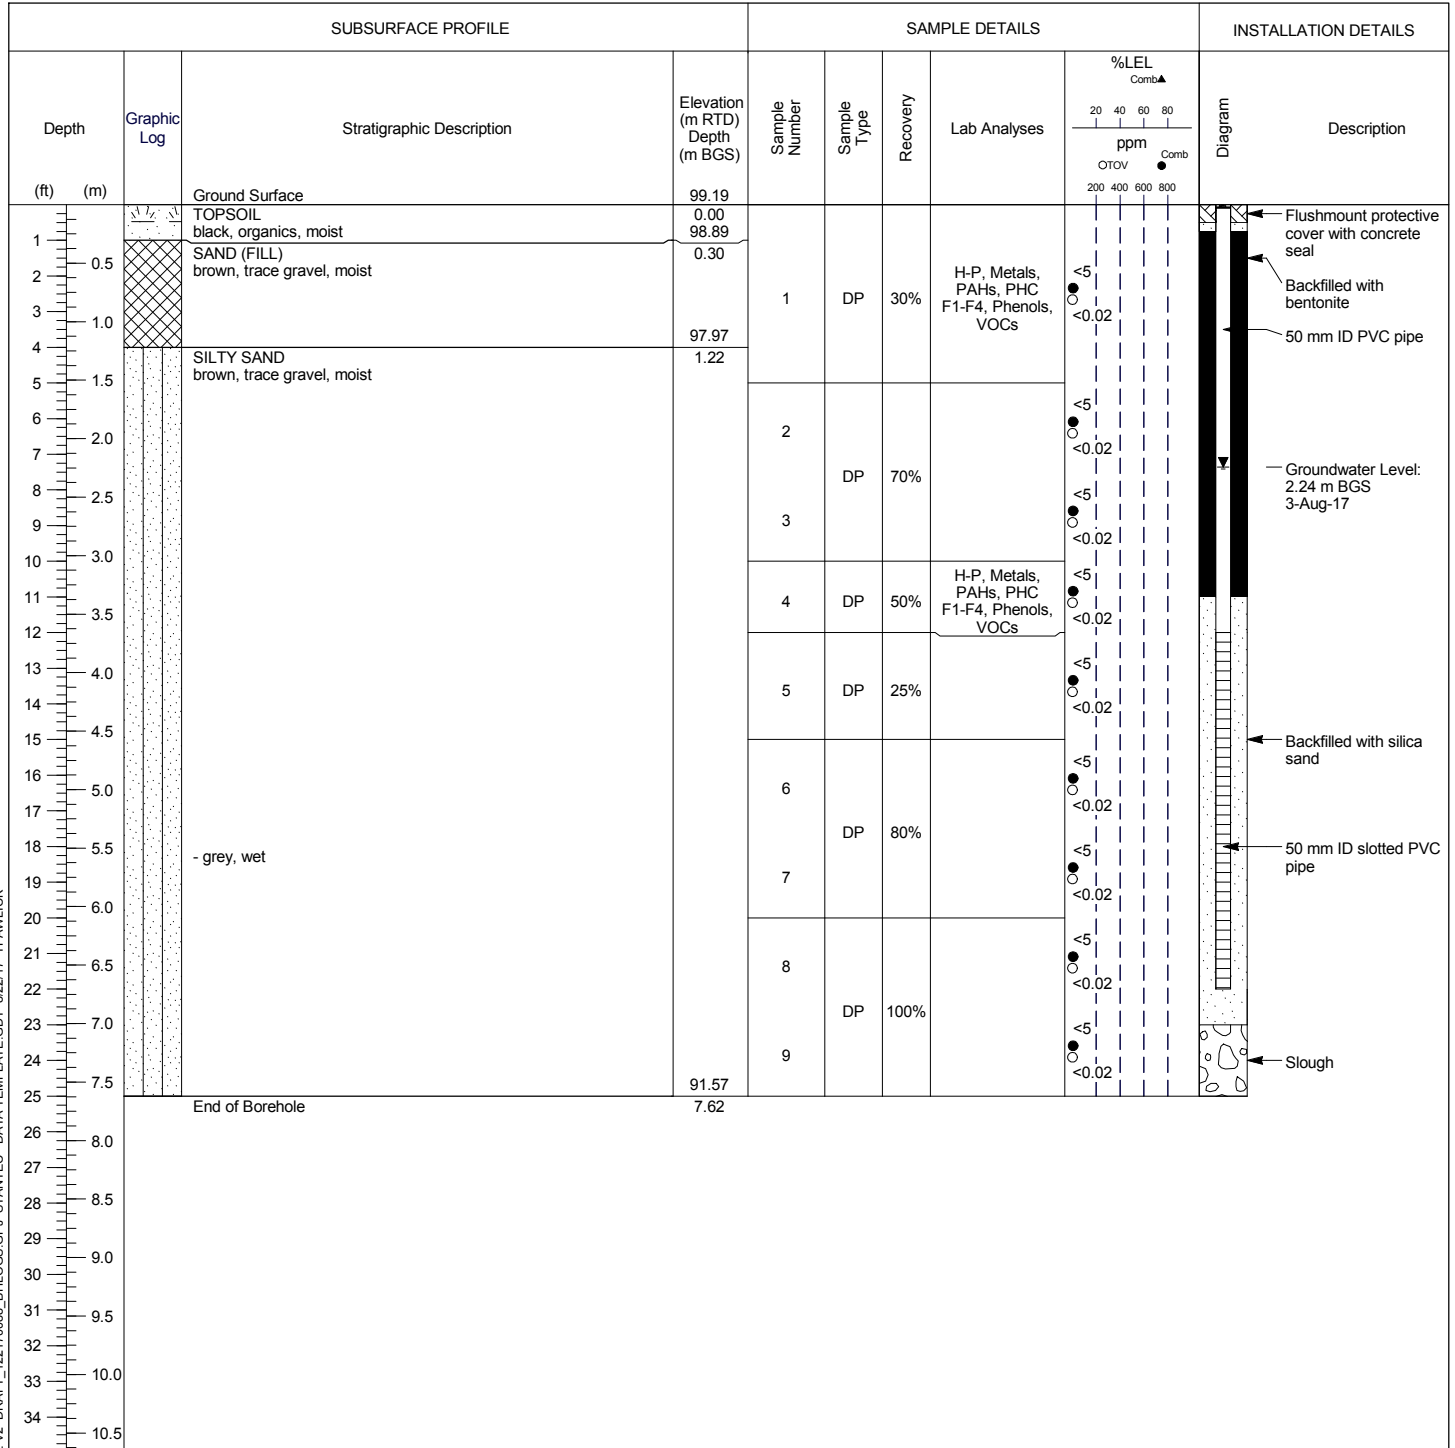 SUBSURFACE PROFILE
SAMPLE DETAILS
INSTALLATION DETAILS
Depth
(ft) (m)
Graphic
Log
Stratigraphic Description
Elevation
(m RTD)
Depth
(m BGS)
Sample
Number
Sample
Type
Recovery
Lab Analyses
%LEL
Comb▲
20 40 60 80
ppm
OTOV ● Comb
200 400 600 800
Diagram
Description
Ground Surface 99.19
TOPSOIL 0.00
black, organics, moist 98.89
SAND (FILL) 0.30
brown, trace gravel, moist
97.97
SILTY SAND 1.22
brown, trace gravel, moist
- grey, wet
91.57
End of Borehole 7.62
1
2
3
4
5
6
7
8
9
10
11
12
13
14
15
16
17
18
19
20
21
22
23
24
25
26
27
28
29
30
31
32
33
34
0.5
1.0
1.5
2.0
2.5
3.0
3.5
4.0
4.5
5.0
5.5
6.0
6.5
7.0
7.5
8.0
8.5
9.0
9.5
10.0
10.5
1 DP 30%
H-P, Metals,
PAHs, PHC
F1-F4, Phenols,
VOCs
<5
<0.02
2
<5
<0.02
DP 70%
3
<5
<0.02
4 DP 50%
H-P, Metals,
PAHs, PHC
F1-F4, Phenols,
VOCs
<5
<0.02
5 DP 25%
<5
<0.02
6
<5
<0.02
DP 80%
7
<5
<0.02
8
<5
<0.02
DP 100%
9
<5
<0.02
Flushmount protective
cover with concrete
seal
Backfilled with
bentonite
50 mm ID PVC pipe
Groundwater Level:
2.24 m BGS
3-Aug-17
Backfilled with silica
sand
50 mm ID slotted PVC
pipe
Slough